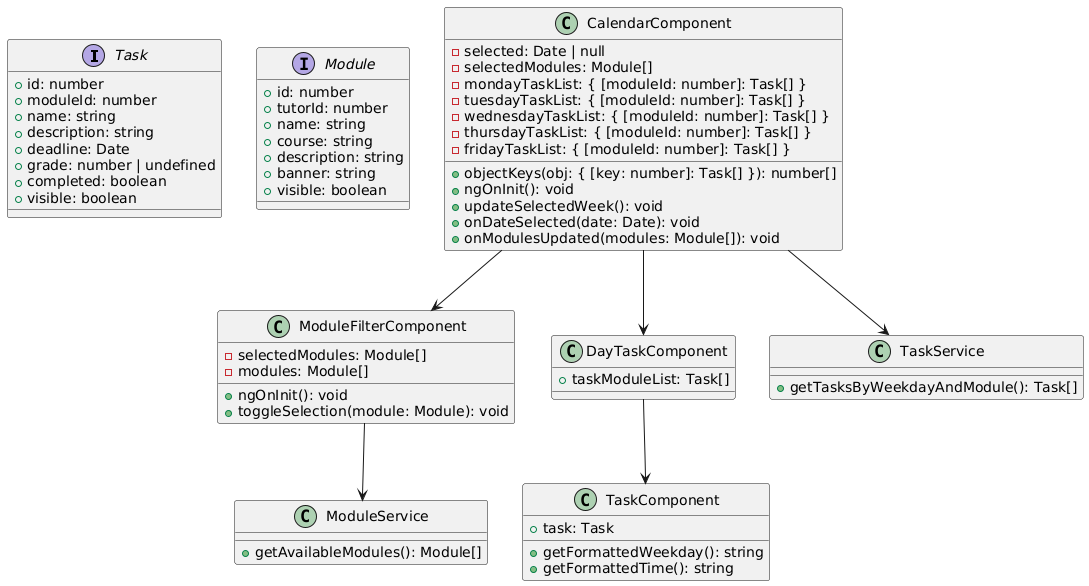 I Task
id: number
moduleId: number
name: string
description: string
deadline: Date
grade: number | undefined
completed: boolean
visible: boolean
I Module
id: number
tutorId: number
name: string
course: string
description: string
banner: string
visible: boolean
C CalendarComponent
selected: Date | null
selectedModules: Module[]
mondayTaskList: { [moduleId: number]: Task[] }
tuesdayTaskList: { [moduleId: number]: Task[] }
wednesdayTaskList: { [moduleId: number]: Task[] }
thursdayTaskList: { [moduleId: number]: Task[] }
fridayTaskList: { [moduleId: number]: Task[] }
objectKeys(obj: { [key: number]: Task[] }): number[]
ngOnInit(): void
updateSelectedWeek(): void
onDateSelected(date: Date): void
onModulesUpdated(modules: Module[]): void
C ModuleFilterComponent
selectedModules: Module[]
modules: Module[]
ngOnInit(): void
toggleSelection(module: Module): void
C DayTaskComponent
taskModuleList: Task[]
C TaskService
getTasksByWeekdayAndModule(): Task[]
C ModuleService
getAvailableModules(): Module[]
C TaskComponent
task: Task
getFormattedWeekday(): string
getFormattedTime(): string